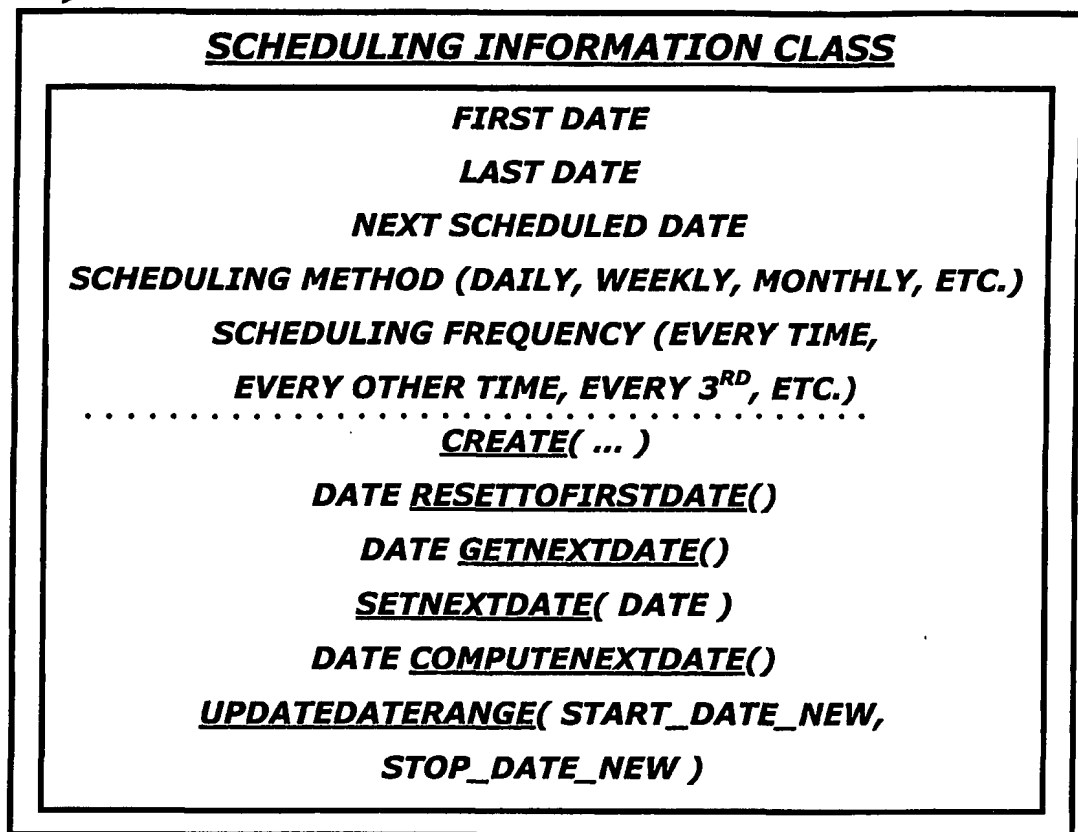 SCHEDULING INFORMATION CLASS
FIRST DATE
LAST DATE
NEXT SCHEDULED DATE
SCHEDULING METHOD (DAILY, WEEKLY, MONTHLY, ETC.)
SCHEDULING FREQUENCY (EVERY TIME,
EVERY OTHER TIME, EVERY 3RD, ETC.)
CREATE( ... )
DATE RESETTOFIRSTDATE()
DATE GETNEXTDATE()
SETNEXTDATE( DATE )
DATE COMPUTENEXTDATE()
UPDATEDATERANGE( START_DATE_NEW,
STOP_DATE_NEW )